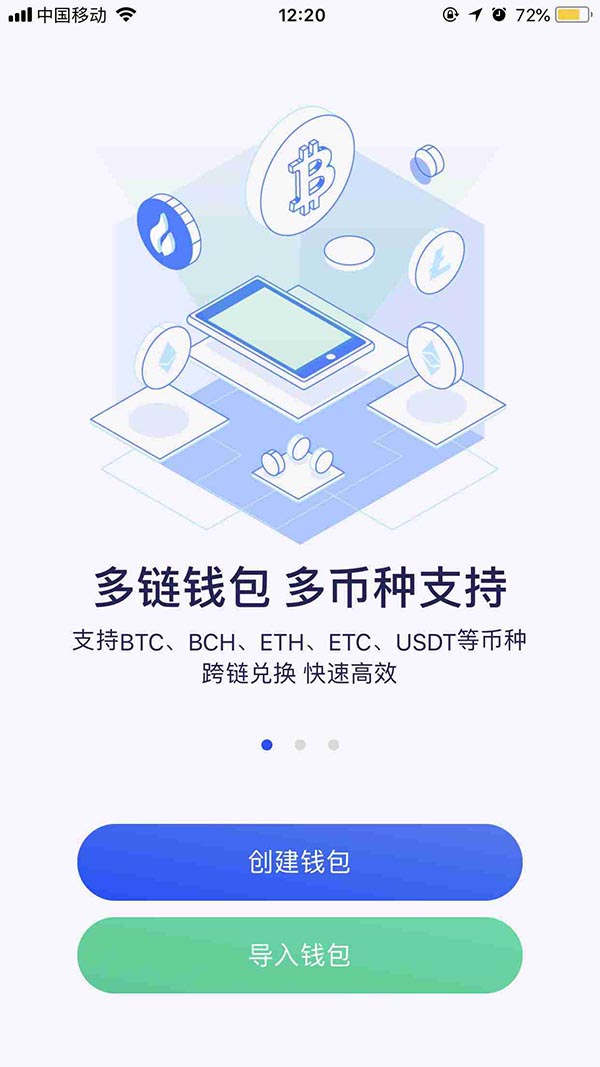 中国移动 12:20 72%
多链钱包 多币种支持
支持BTC、BCH、ETH、ETC、USDT等币种
跨链兑换 快速高效
创建钱包
导入钱包